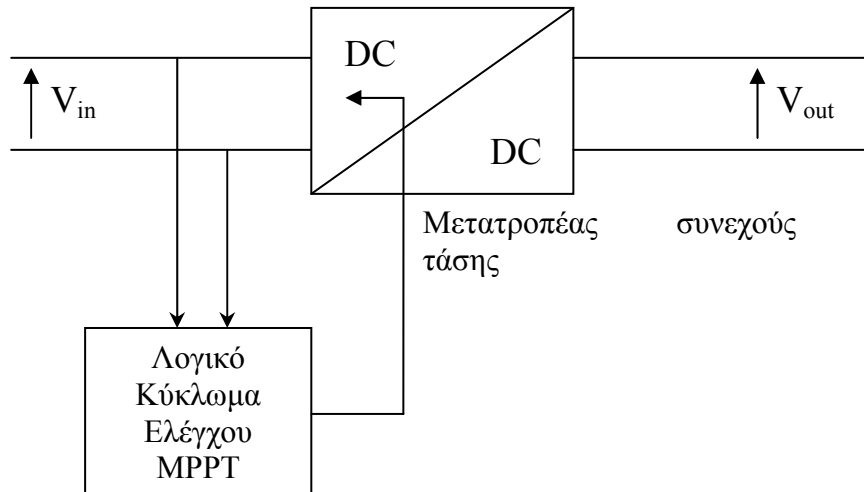 DC
V_in
V_out
DC
Μετατροπέας συνεχούς
τάσης
Λογικό
Κύκλωμα
Ελέγχου
MPPT